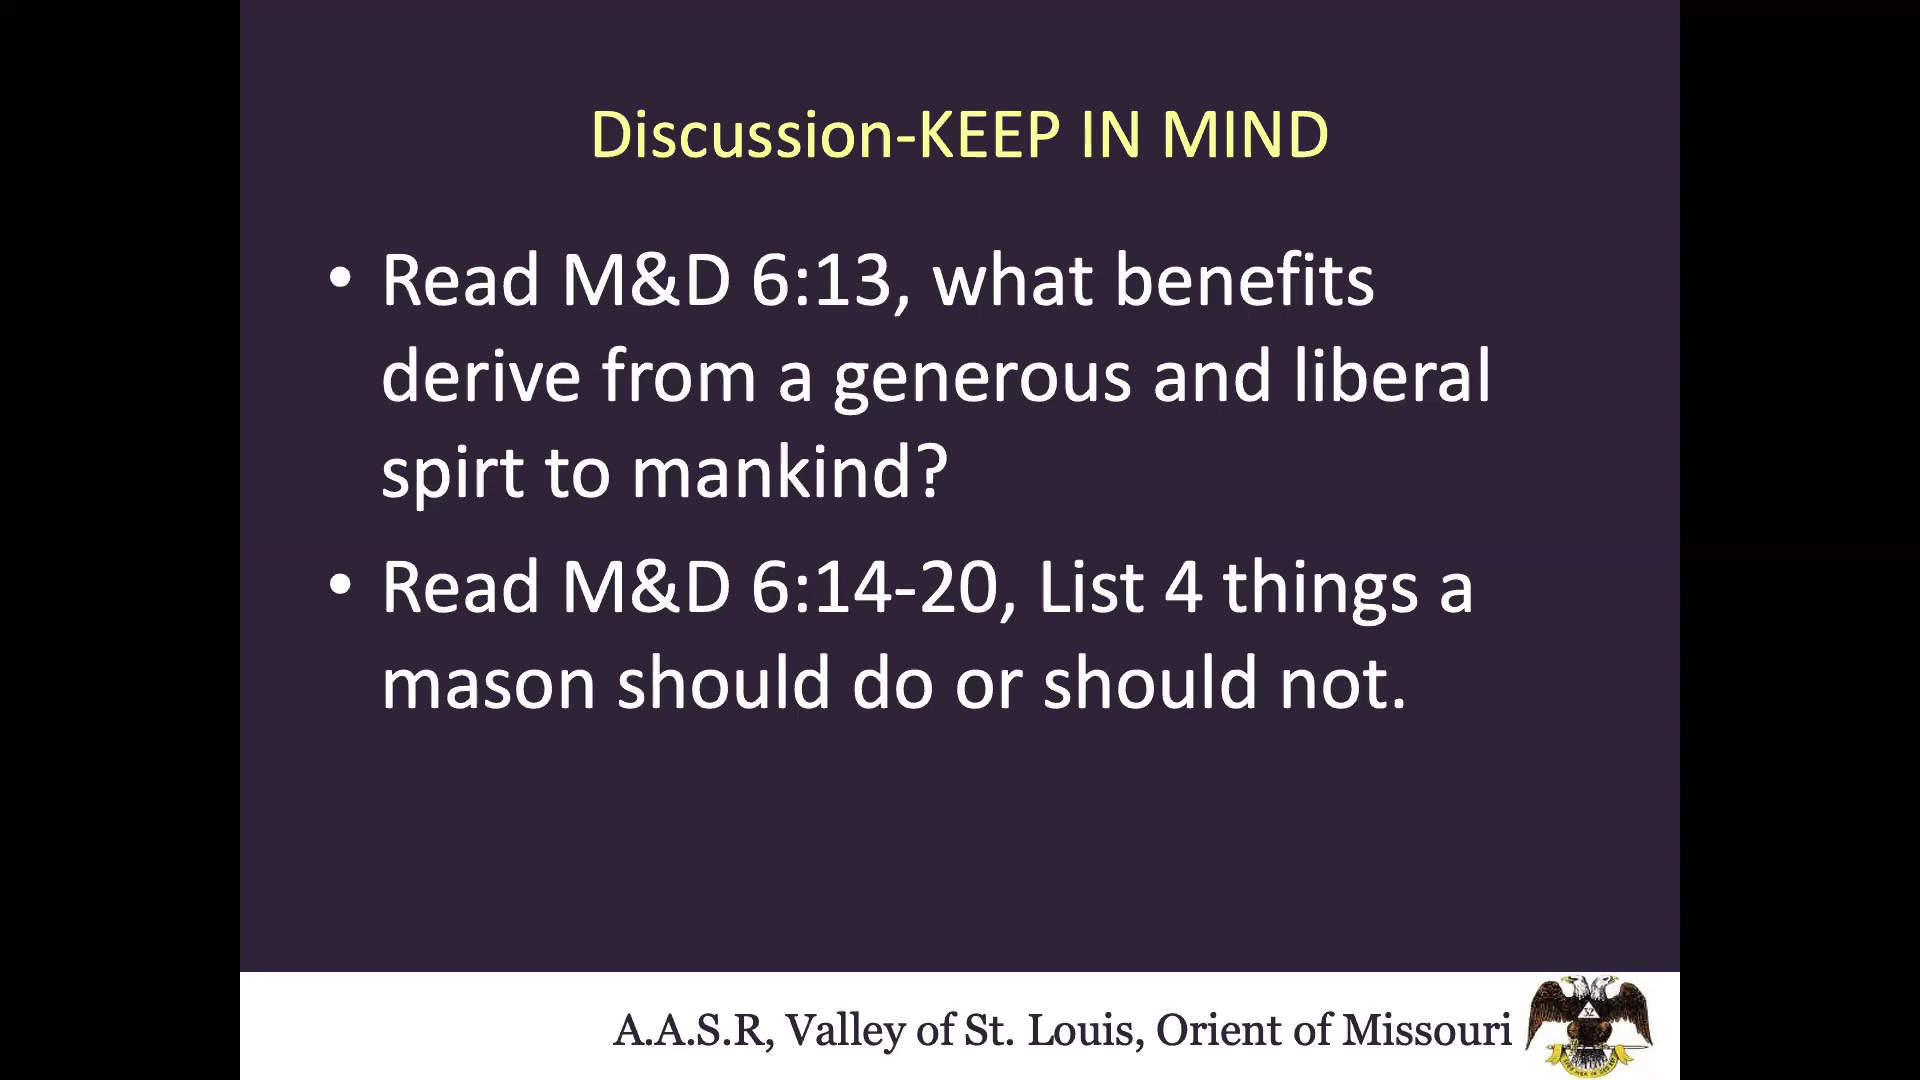 Discussion-KEEP IN MIND
• Read M&D 6:13, what benefits
derive from a generous and liberal
spirt to mankind?
• Read M&D 6:14-20, List 4 things a
mason should do or should not.
A.A.S.R, Valley of St. Louis, Orient of Missouri